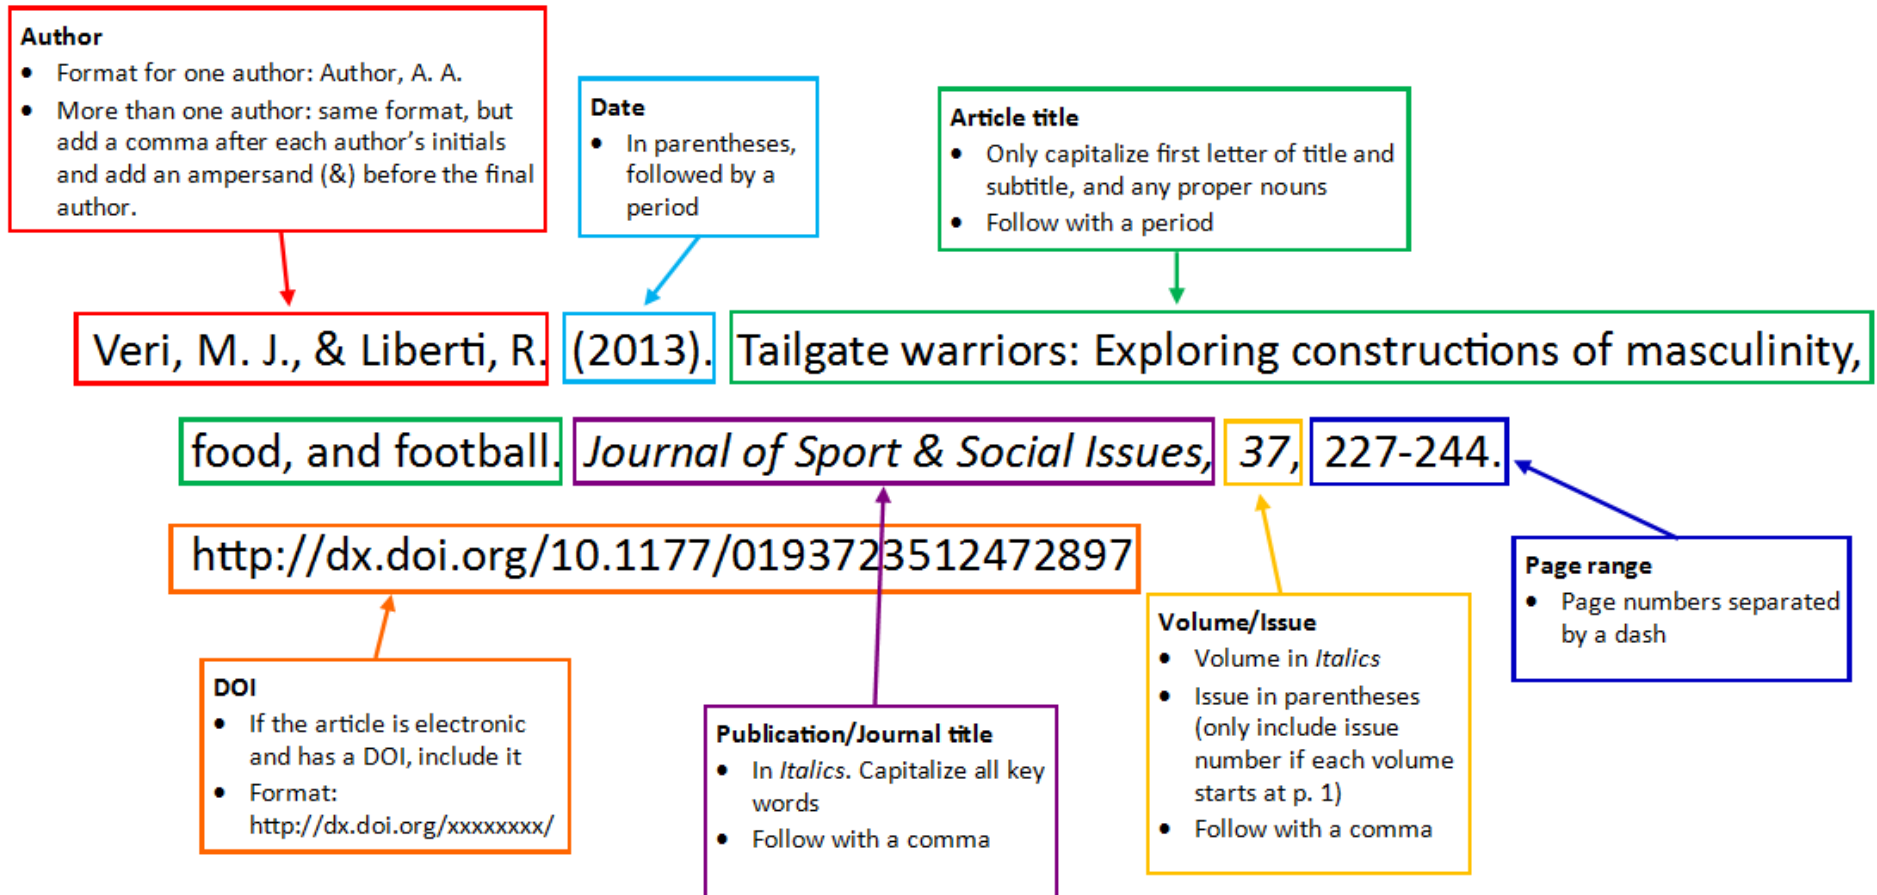 Author
• Format for one author: Author, A. A.
• More than one author: same format, but
add a comma after each author’s initials
and add an ampersand (&) before the final
author.
Date
• In parentheses,
followed by a
period
Article title
• Only capitalize first letter of title and
subtitle, and any proper nouns
• Follow with a period
Veri, M. J., & Liberti, R. (2013). Tailgate warriors: Exploring constructions of masculinity,
food, and football. Journal of Sport & Social Issues, 37, 227-244.
http://dx.doi.org/10.1177/0193723512472897
DOI
• If the article is electronic
and has a DOI, include it
• Format:
http://dx.doi.org/xxxxxxxx/
Publication/Journal title
• In Italics. Capitalize all key
words
• Follow with a comma
Volume/Issue
• Volume in Italics
• Issue in parentheses
(only include issue
number if each volume
starts at p. 1)
• Follow with a comma
Page range
• Page numbers separated
by a dash